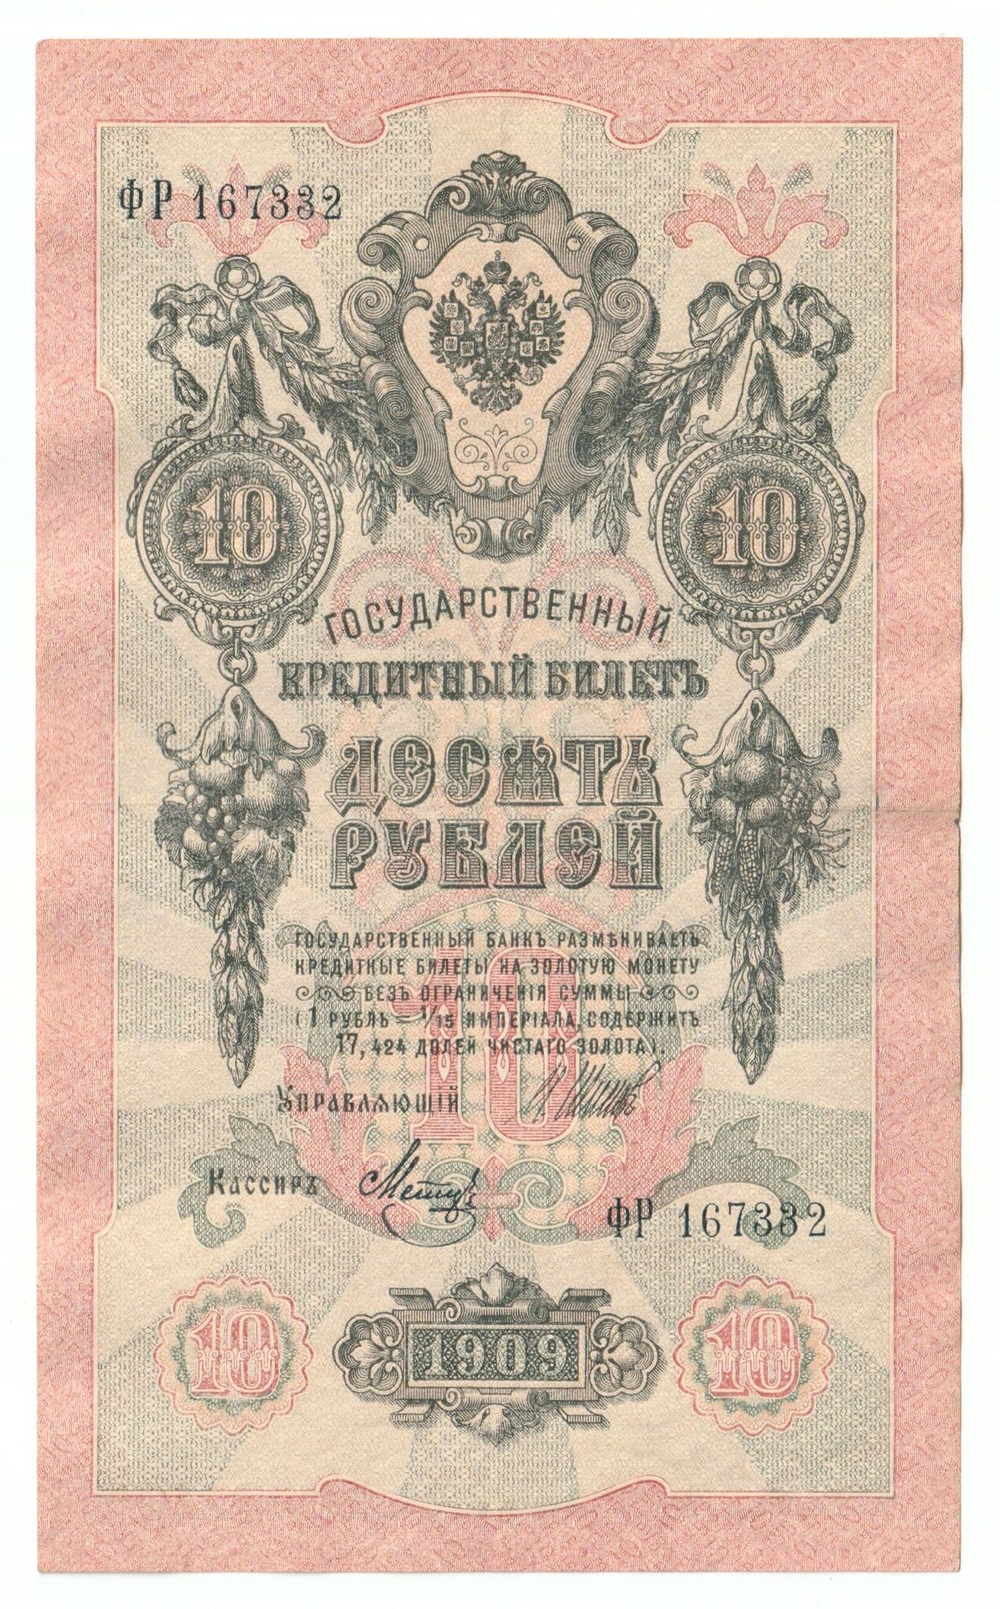 ФР 167332
10 10
ГОСУДАРСТВЕННЫЙ
КРЕДИТНЫЙ БИЛЕТЪ
ДЕСЯТЬ
РУБЛЕЙ
ГОСУДАРСТВЕННЫЙ БАНКЪ РАЗМѢНИВАЕТЪ
КРЕДИТНЫЕ БИЛЕТЫ НА ЗОЛОТУЮ МОНЕТУ
БЕЗЪ ОГРАНИЧЕНІЯ СУММЫ
(1 РУБЛЬ = 1/15 ИМПЕРІАЛА, СОДЕРЖИТЪ
17,424 ДОЛЕЙ ЧИСТАГО ЗОЛОТА).
10
Управляющій
Кассиръ
ФР 167332
10 1909 10